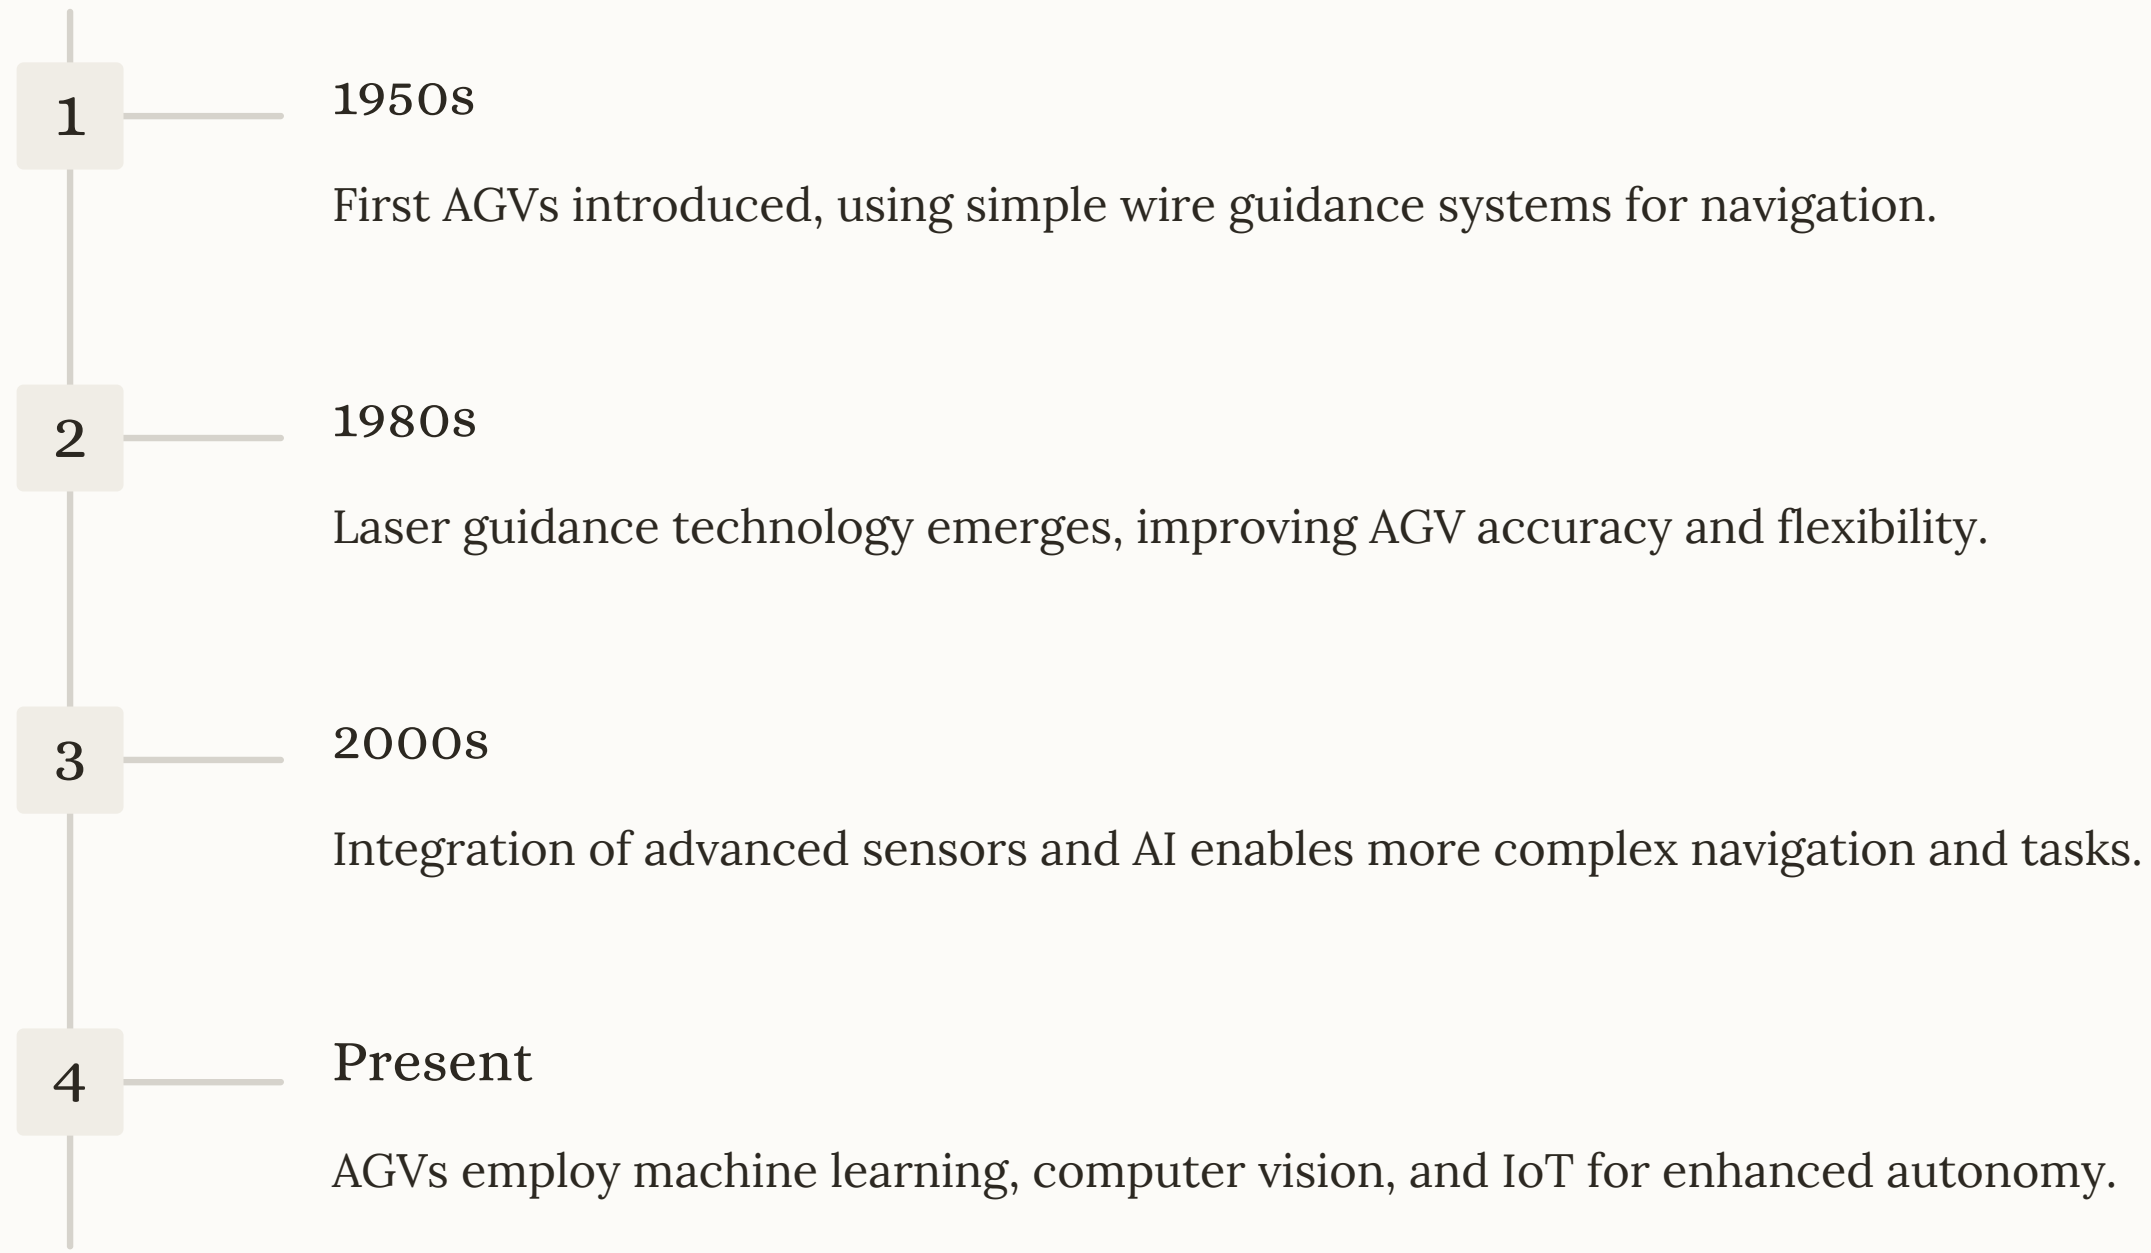 1
1950s
First AGVs introduced, using simple wire guidance systems for navigation.
2
1980s
Laser guidance technology emerges, improving AGV accuracy and flexibility.
3
2000s
Integration of advanced sensors and AI enables more complex navigation and tasks.
4
Present
AGVs employ machine learning, computer vision, and IoT for enhanced autonomy.